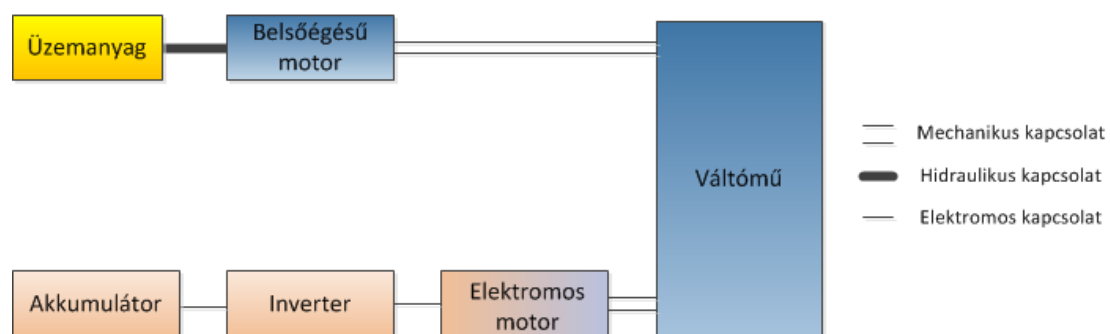 Üzemanyag
Belsőégésű
motor
Váltómű
Mechanikus kapcsolat
Hidraulikus kapcsolat
Elektromos kapcsolat
Akkumulátor
Inverter
Elektromos
motor